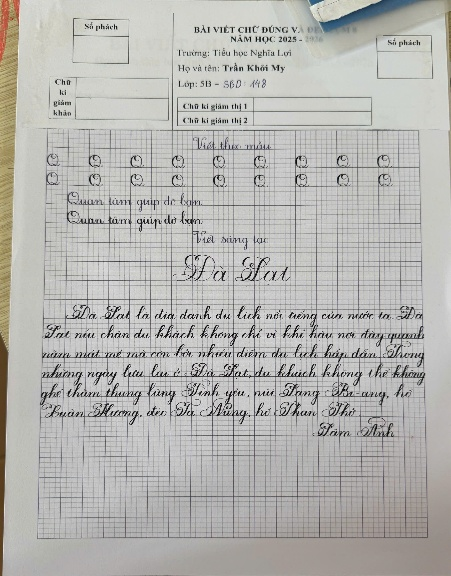 Số phách
BÀI VIẾT CHỮ ĐÚNG VÀ ĐẸP
NĂM HỌC 2025 - 2026
Trường: Tiểu học Nghĩa Lợi
Họ và tên: Trần Khởi My
Lớp: 5B - SBD: 148
Số phách
Chữ kí giám khảo
Chữ kí giám thị 1
Chữ kí giám thị 2
Viết theo mẫu
Q Q Q Q Q Q Q Q Q
Q Q Q Q Q Q Q Q Q
Quan tâm giúp đỡ bạn
Quan tâm giúp đỡ bạn
Viết sáng tạo
Đà Lạt
Đà Lạt là địa danh du lịch nổi tiếng của nước ta. Đà
Lạt níu chân du khách không chỉ vì khí hậu nơi đây quanh
năm mát mẻ mà còn bởi nhiều điểm du lịch hấp dẫn. Trong
những ngày lưu lại ở Đà Lạt, du khách không thể không
ghé thăm thung lũng Tình yêu, núi Lang Bi-ang, hồ
Xuân Hương, đèo Tà Nung, hồ Than Thở.
Tâm Anh